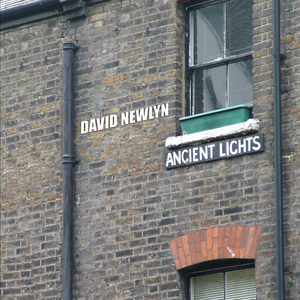 DAVID NEWLYN
ANCIENT LIGHTS